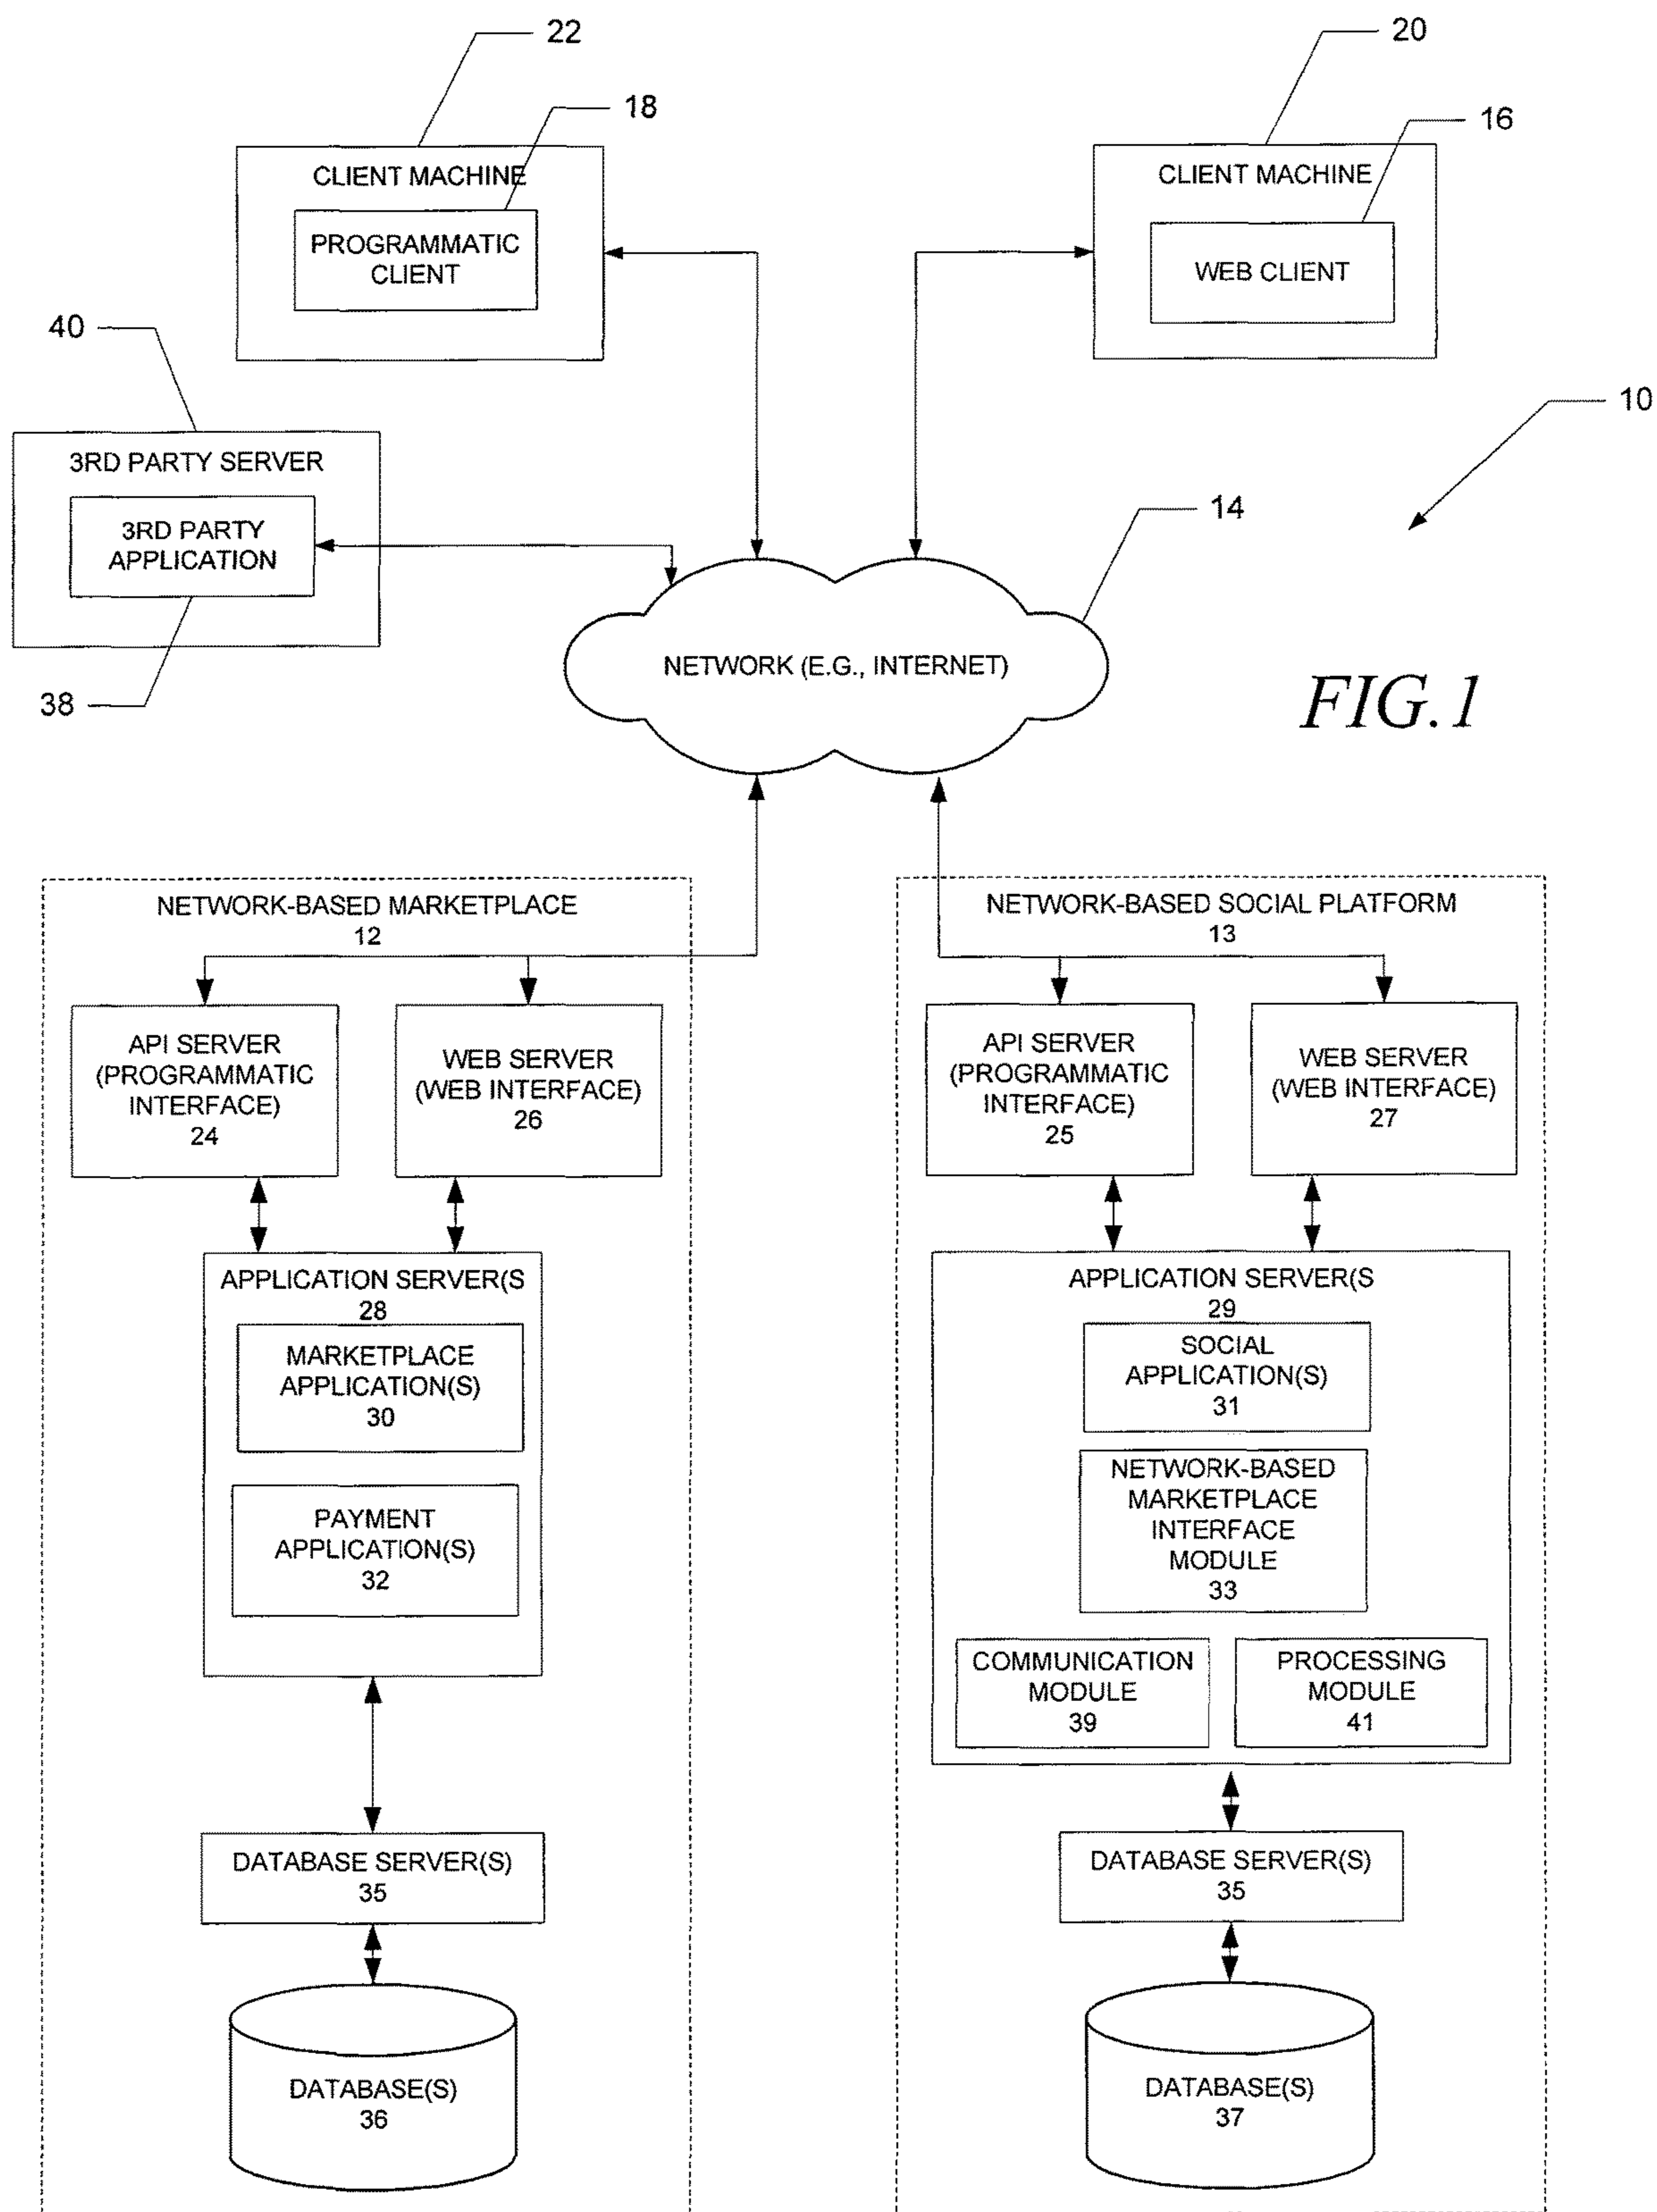 22
20
18
16
CLIENT MACHINE
PROGRAMMATIC
CLIENT
CLIENT MACHINE
WEB CLIENT
40
10
3RD PARTY SERVER
3RD PARTY
APPLICATION
14
38
NETWORK (E.G., INTERNET)
FIG. 1
NETWORK-BASED MARKETPLACE
12
API SERVER
(PROGRAMMATIC
INTERFACE)
24
WEB SERVER
(WEB INTERFACE)
26
APPLICATION SERVER(S
28
MARKETPLACE
APPLICATION(S)
30
PAYMENT
APPLICATION(S)
32
DATABASE SERVER(S)
35
DATABASE(S)
36
NETWORK-BASED SOCIAL PLATFORM
13
API SERVER
(PROGRAMMATIC
INTERFACE)
25
WEB SERVER
(WEB INTERFACE)
27
APPLICATION SERVER(S
29
SOCIAL
APPLICATION(S)
31
NETWORK-BASED
MARKETPLACE
INTERFACE
MODULE
33
COMMUNICATION
MODULE
39
PROCESSING
MODULE
41
DATABASE SERVER(S)
35
DATABASE(S)
37